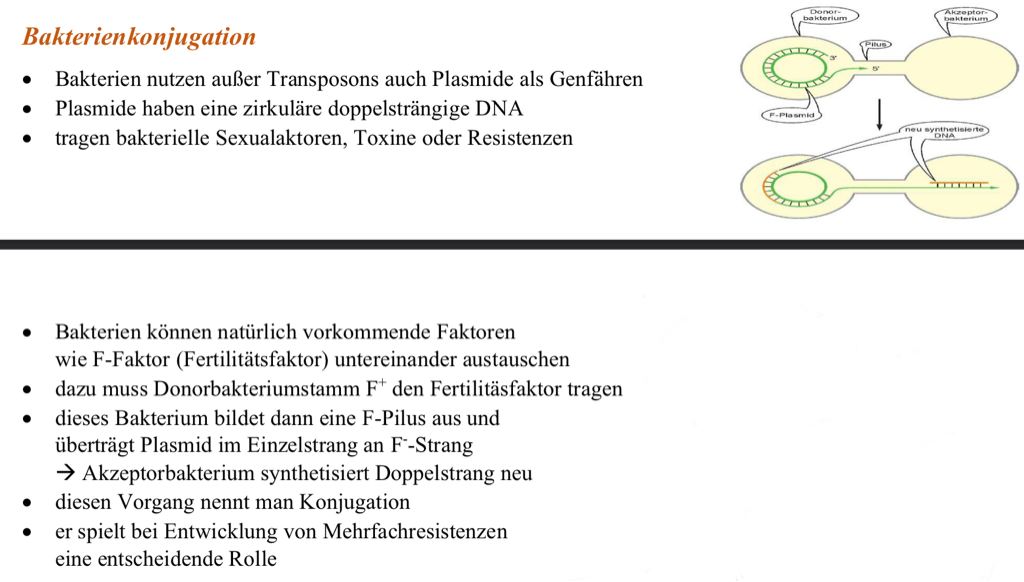 Bakterienkonjugation
• Bakterien nutzen außer Transposons auch Plasmide als Genfähren
• Plasmide haben eine zirkuläre doppelsträngige DNA
• tragen bakterielle Sexualaktoren, Toxine oder Resistenzen
Donor-
bakterium
Akzeptor-
bakterium
Pilus
3'
5'
F-Plasmid
neu synthetisierte
DNA
• Bakterien können natürlich vorkommende Faktoren
wie F-Faktor (Fertilitätsfaktor) untereinander austauschen
• dazu muss Donorbakteriumstamm F⁺ den Fertilitäsfaktor tragen
• dieses Bakterium bildet dann eine F-Pilus aus und
überträgt Plasmid im Einzelstrang an F⁻-Strang
→ Akzeptorbakterium synthetisiert Doppelstrang neu
• diesen Vorgang nennt man Konjugation
• er spielt bei Entwicklung von Mehrfachresistenzen
eine entscheidende Rolle